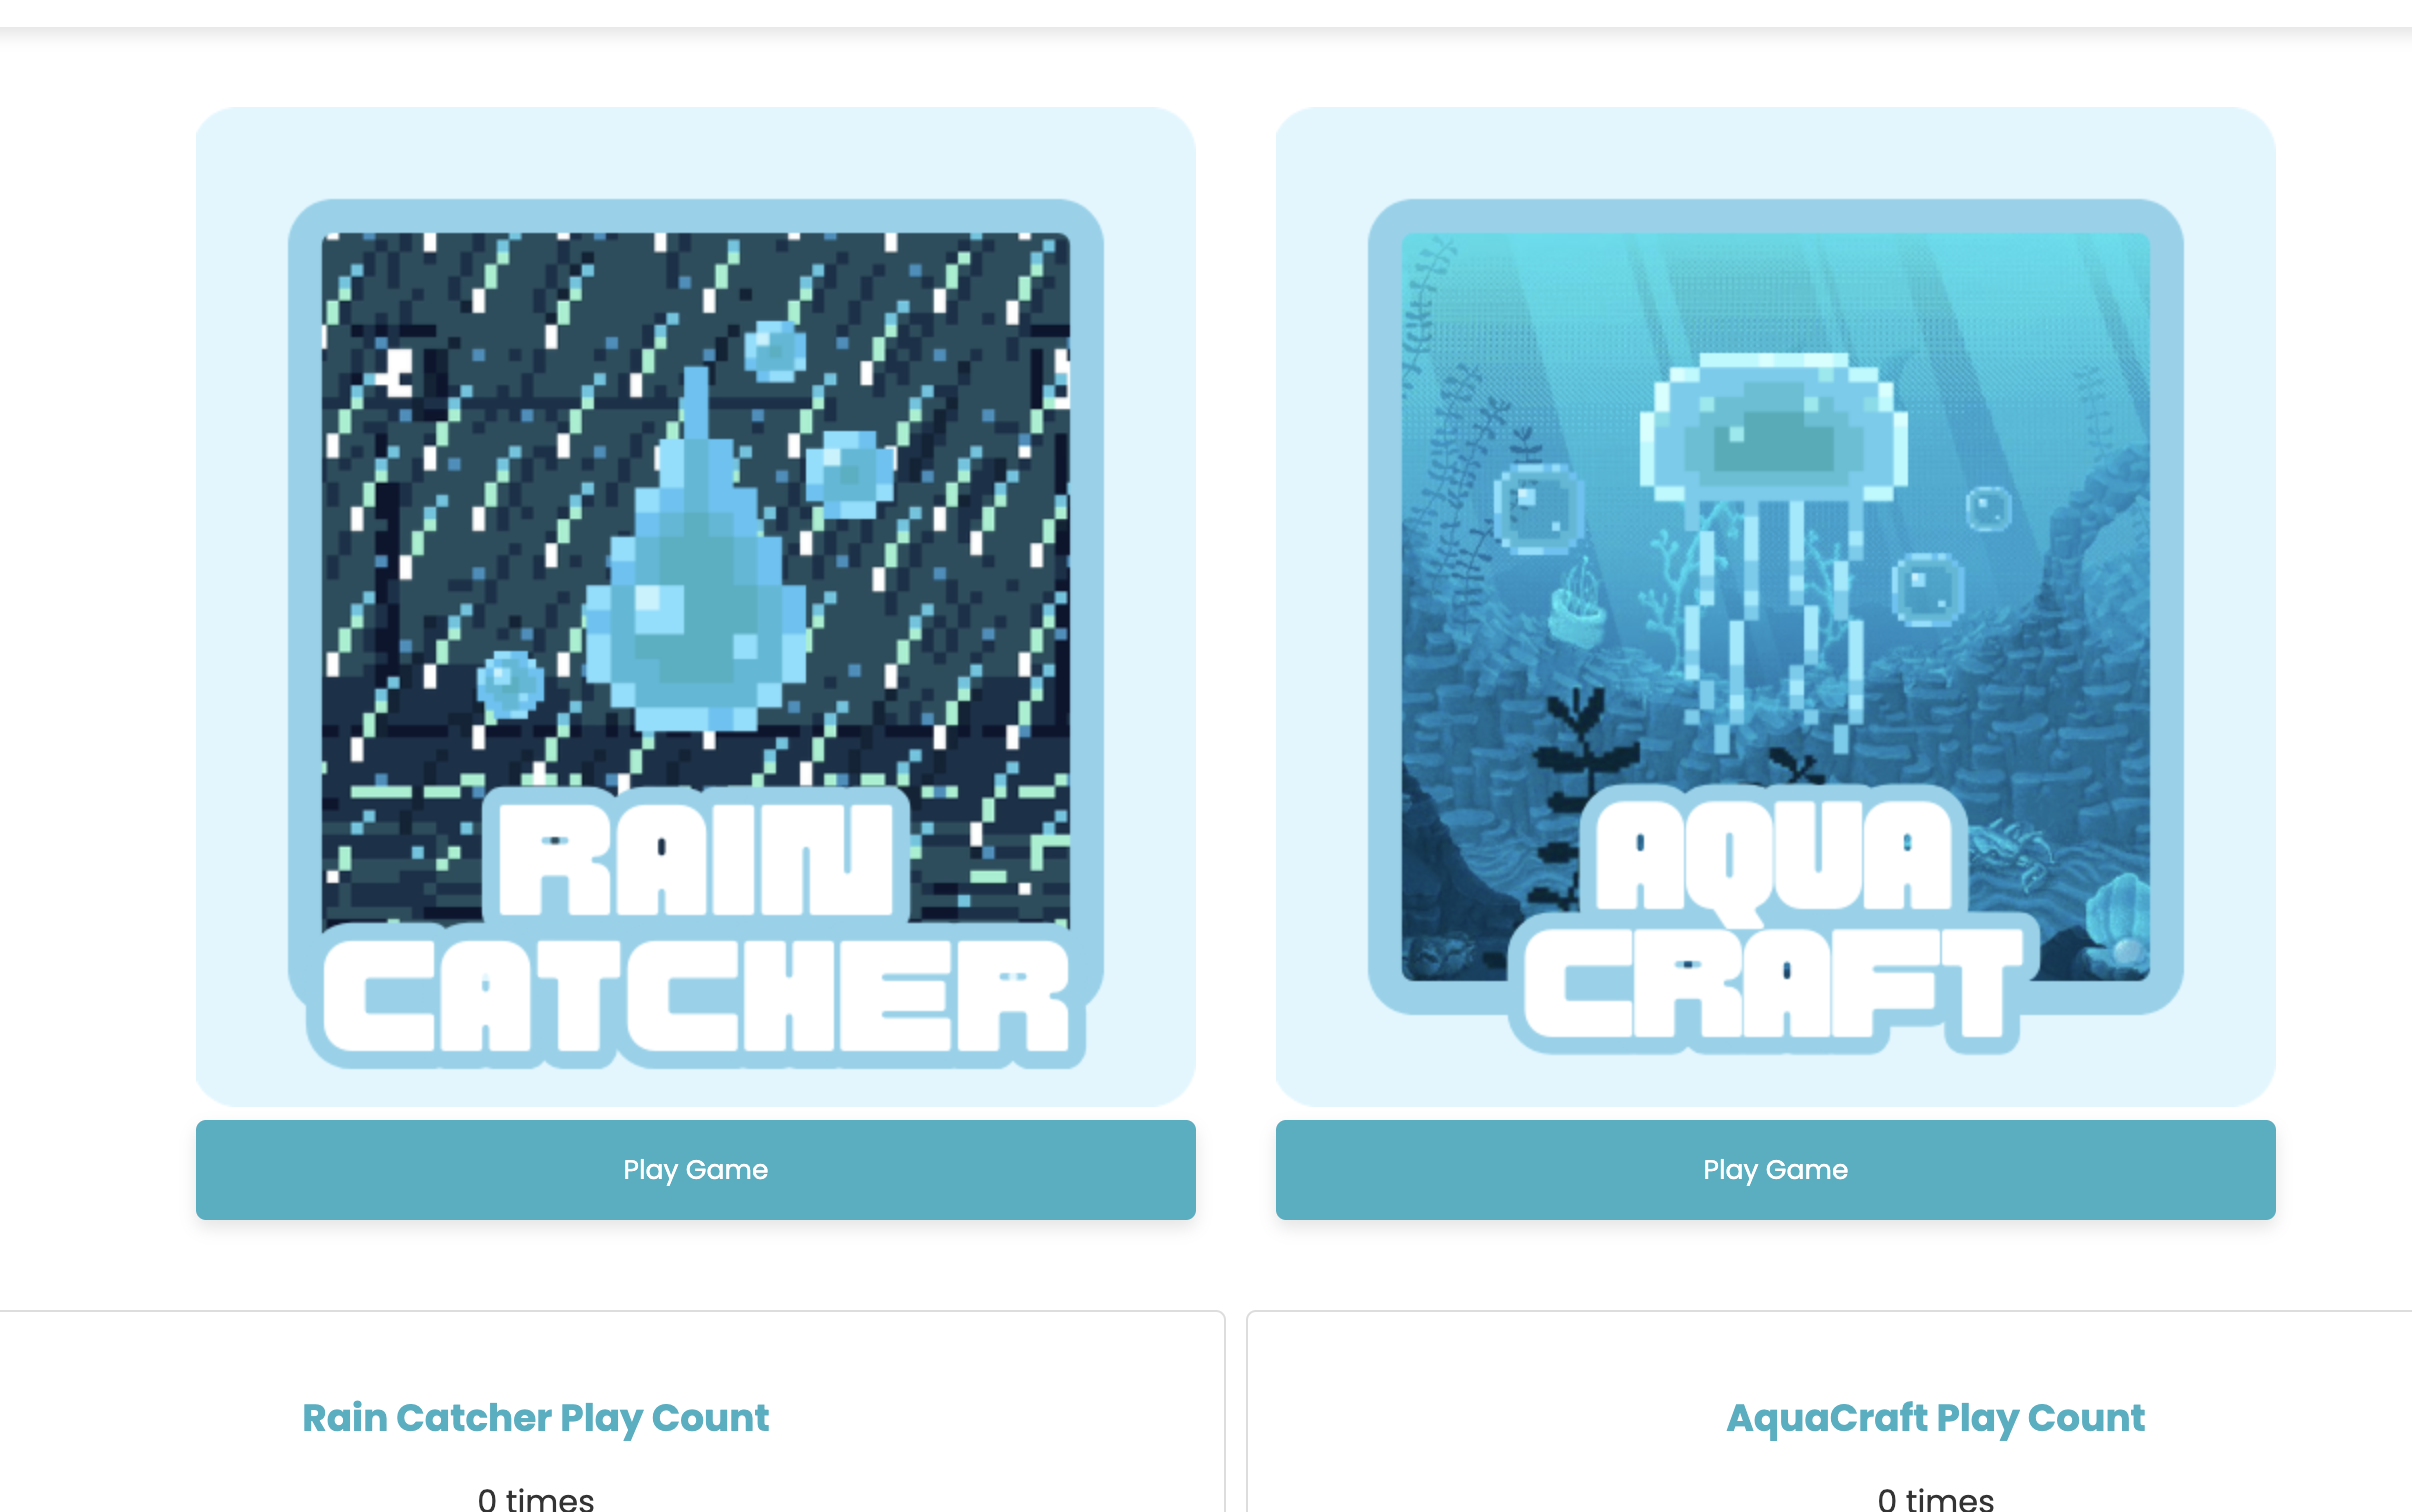 RAIN
CATCHER
AQUA
CRAFT
Play Game
Play Game
Rain Catcher Play Count
0 times
AquaCraft Play Count
0 times